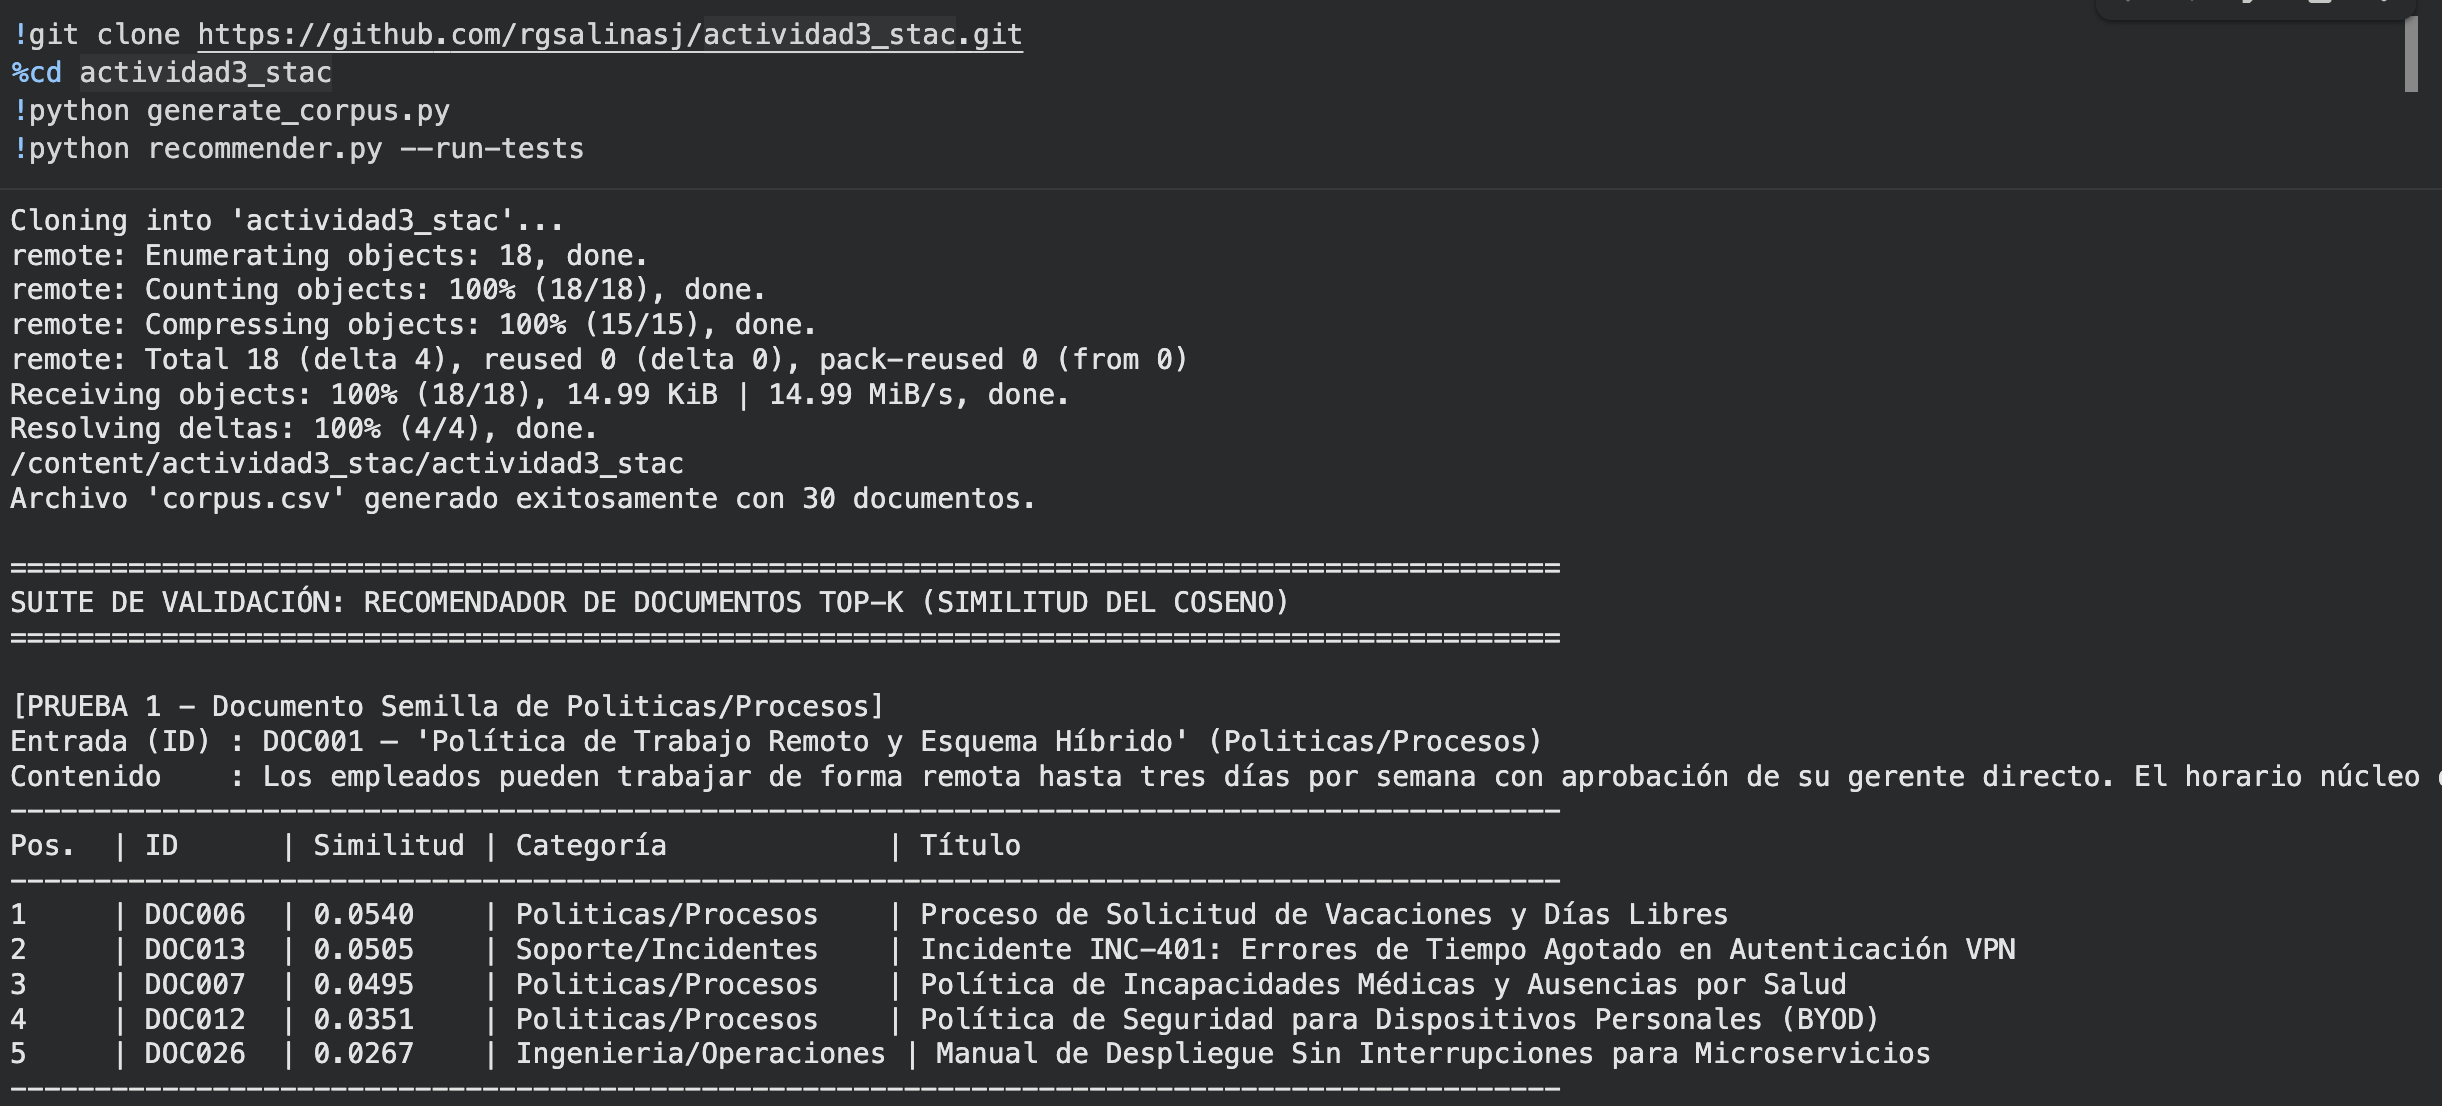 !git clone https://github.com/rgsalinasj/actividad3_stac.git
%cd actividad3_stac
!python generate_corpus.py
!python recommender.py --run-tests
Cloning into 'actividad3_stac'...
remote: Enumerating objects: 18, done.
remote: Counting objects: 100% (18/18), done.
remote: Compressing objects: 100% (15/15), done.
remote: Total 18 (delta 4), reused 0 (delta 0), pack-reused 0 (from 0)
Receiving objects: 100% (18/18), 14.99 KiB | 14.99 MiB/s, done.
Resolving deltas: 100% (4/4), done.
/content/actividad3_stac/actividad3_stac
Archivo 'corpus.csv' generado exitosamente con 30 documentos.
============================================================================================
SUITE DE VALIDACIÓN: RECOMENDADOR DE DOCUMENTOS TOP-K (SIMILITUD DEL COSENO)
============================================================================================
[PRUEBA 1 - Documento Semilla de Politicas/Procesos]
Entrada (ID) : DOC001 — 'Política de Trabajo Remoto y Esquema Híbrido' (Politicas/Procesos)
Contenido    : Los empleados pueden trabajar de forma remota hasta tres días por semana con aprobación de su gerente directo. El horario núcleo
--------------------------------------------------------------------------------------------
Pos.  | ID      | Similitud | Categoría             | Título
--------------------------------------------------------------------------------------------
1     | DOC006  | 0.0540    | Politicas/Procesos    | Proceso de Solicitud de Vacaciones y Días Libres
2     | DOC013  | 0.0505    | Soporte/Incidentes    | Incidente INC-401: Errores de Tiempo Agotado en Autenticación VPN
3     | DOC007  | 0.0495    | Politicas/Procesos    | Política de Incapacidades Médicas y Ausencias por Salud
4     | DOC012  | 0.0351    | Politicas/Procesos    | Política de Seguridad para Dispositivos Personales (BYOD)
5     | DOC026  | 0.0267    | Ingenieria/Operaciones | Manual de Despliegue Sin Interrupciones para Microservicios
--------------------------------------------------------------------------------------------